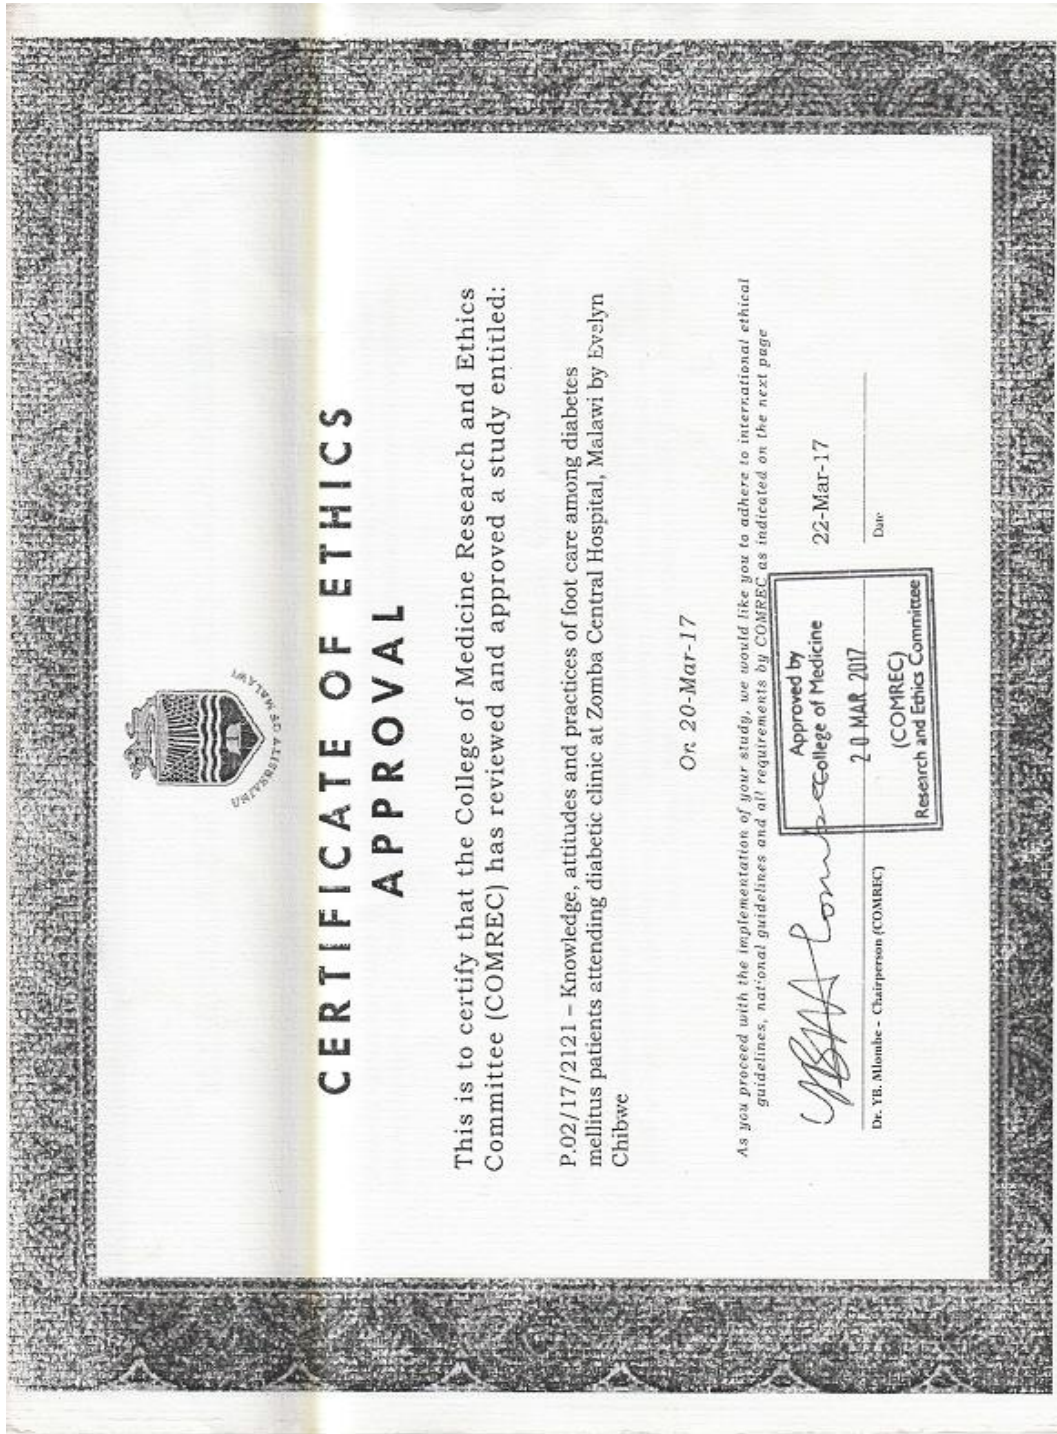 UNIVERSITY OF MALAWI
CERTIFICATE OF ETHICS
APPROVAL
This is to certify that the College of Medicine Research and Ethics
Committee (COMREC) has reviewed and approved a study entitled:
P.02/17/2121 – Knowledge, attitudes and practices of foot care among diabetes
mellitus patients attending diabetic clinic at Zomba Central Hospital, Malawi by Evelyn
Chibwe
On 20-Mar-17
As you proceed with the implementation of your study, we would like you to adhere to international ethical
guidelines, national guidelines and all requirements by COMREC as indicated on the next page
Approved by
College of Medicine
20 MAR 2017
(COMREC)
Research and Ethics Committee
22-Mar-17
Dr. YB. Mlombe - Chairperson (COMREC)
Date